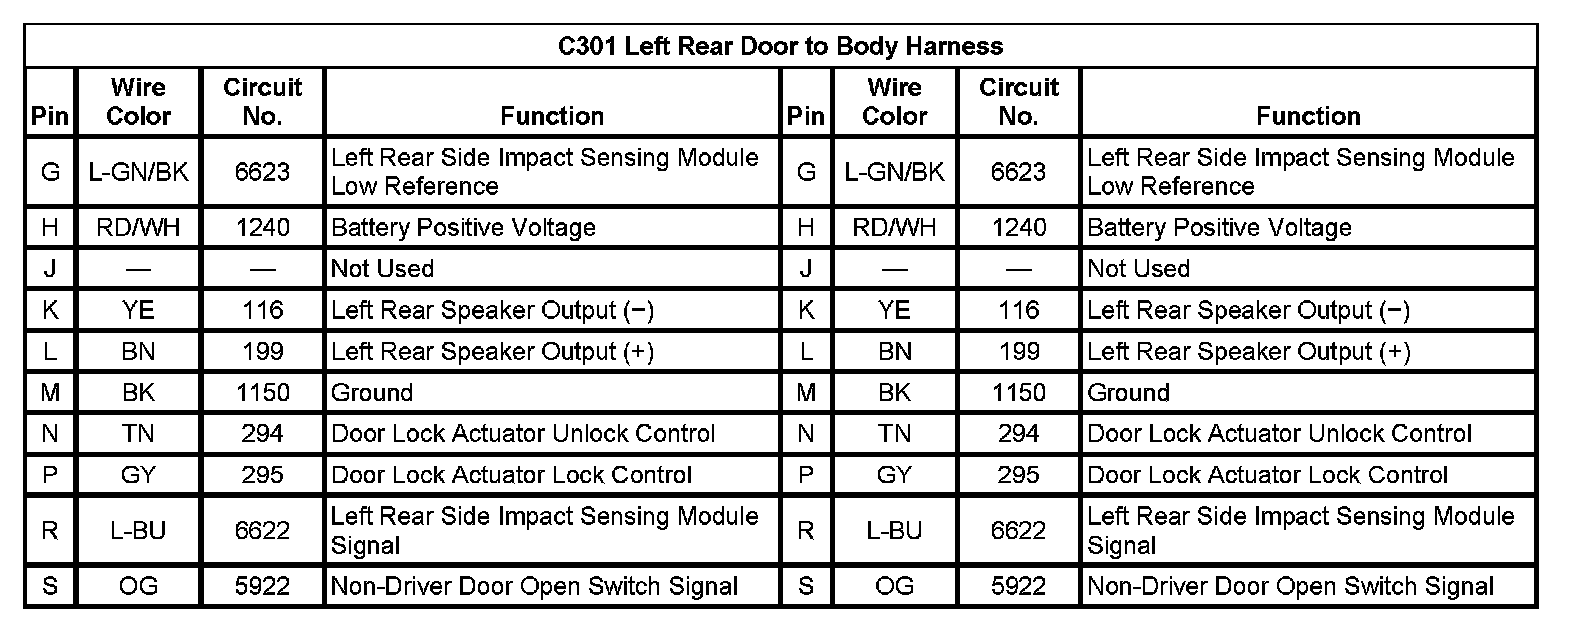 C301 Left Rear Door to Body Harness
Pin Wire Color Circuit No. Function Pin Wire Color Circuit No. Function
G L-GN/BK 6623 Left Rear Side Impact Sensing Module Low Reference G L-GN/BK 6623 Left Rear Side Impact Sensing Module Low Reference
H RD/WH 1240 Battery Positive Voltage H RD/WH 1240 Battery Positive Voltage
J — — Not Used J — — Not Used
K YE 116 Left Rear Speaker Output (−) K YE 116 Left Rear Speaker Output (−)
L BN 199 Left Rear Speaker Output (+) L BN 199 Left Rear Speaker Output (+)
M BK 1150 Ground M BK 1150 Ground
N TN 294 Door Lock Actuator Unlock Control N TN 294 Door Lock Actuator Unlock Control
P GY 295 Door Lock Actuator Lock Control P GY 295 Door Lock Actuator Lock Control
R L-BU 6622 Left Rear Side Impact Sensing Module Signal R L-BU 6622 Left Rear Side Impact Sensing Module Signal
S OG 5922 Non-Driver Door Open Switch Signal S OG 5922 Non-Driver Door Open Switch Signal